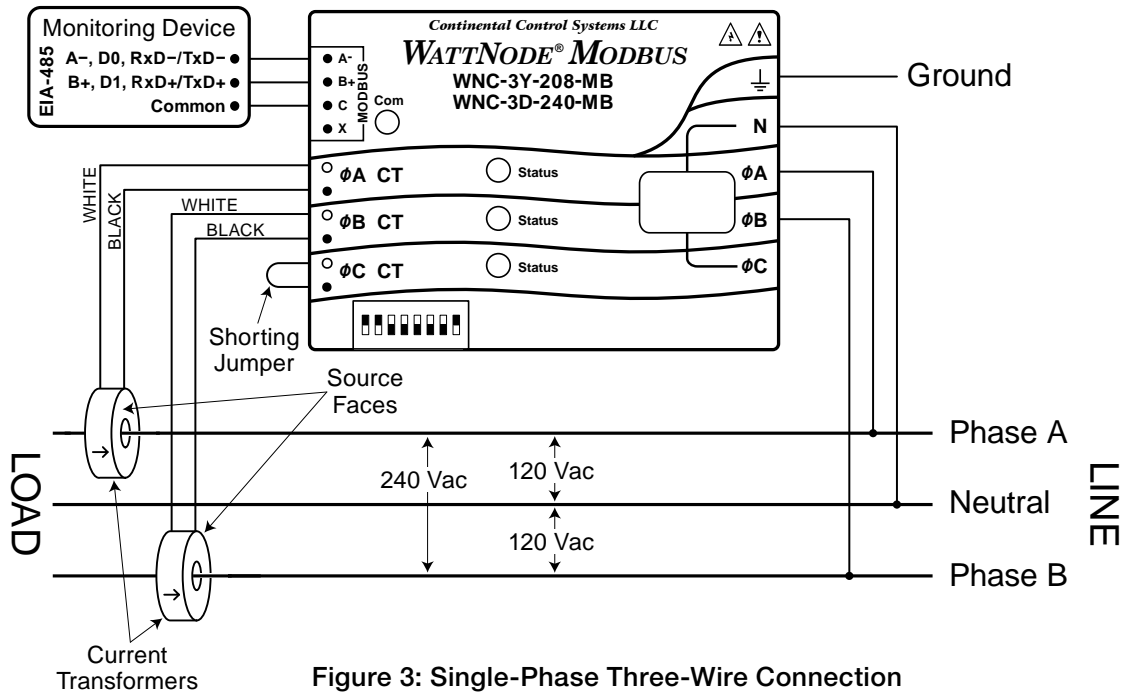 Monitoring Device
EIA-485
A−, D0, RxD−/TxD−
B+, D1, RxD+/TxD+
Common
Continental Control Systems LLC
WATTNODE® MODBUS
WNC-3Y-208-MB
WNC-3D-240-MB
A-
B+
C
X
MODBUS
Com
Ground
N
ϕA CT
Status
ϕA
ϕB CT
Status
ϕB
ϕC CT
Status
ϕC
WHITE
BLACK
WHITE
BLACK
Shorting
Jumper
Source
Faces
Phase A
240 Vac
120 Vac
Neutral
120 Vac
Phase B
LOAD
LINE
Current
Transformers
Figure 3: Single-Phase Three-Wire Connection